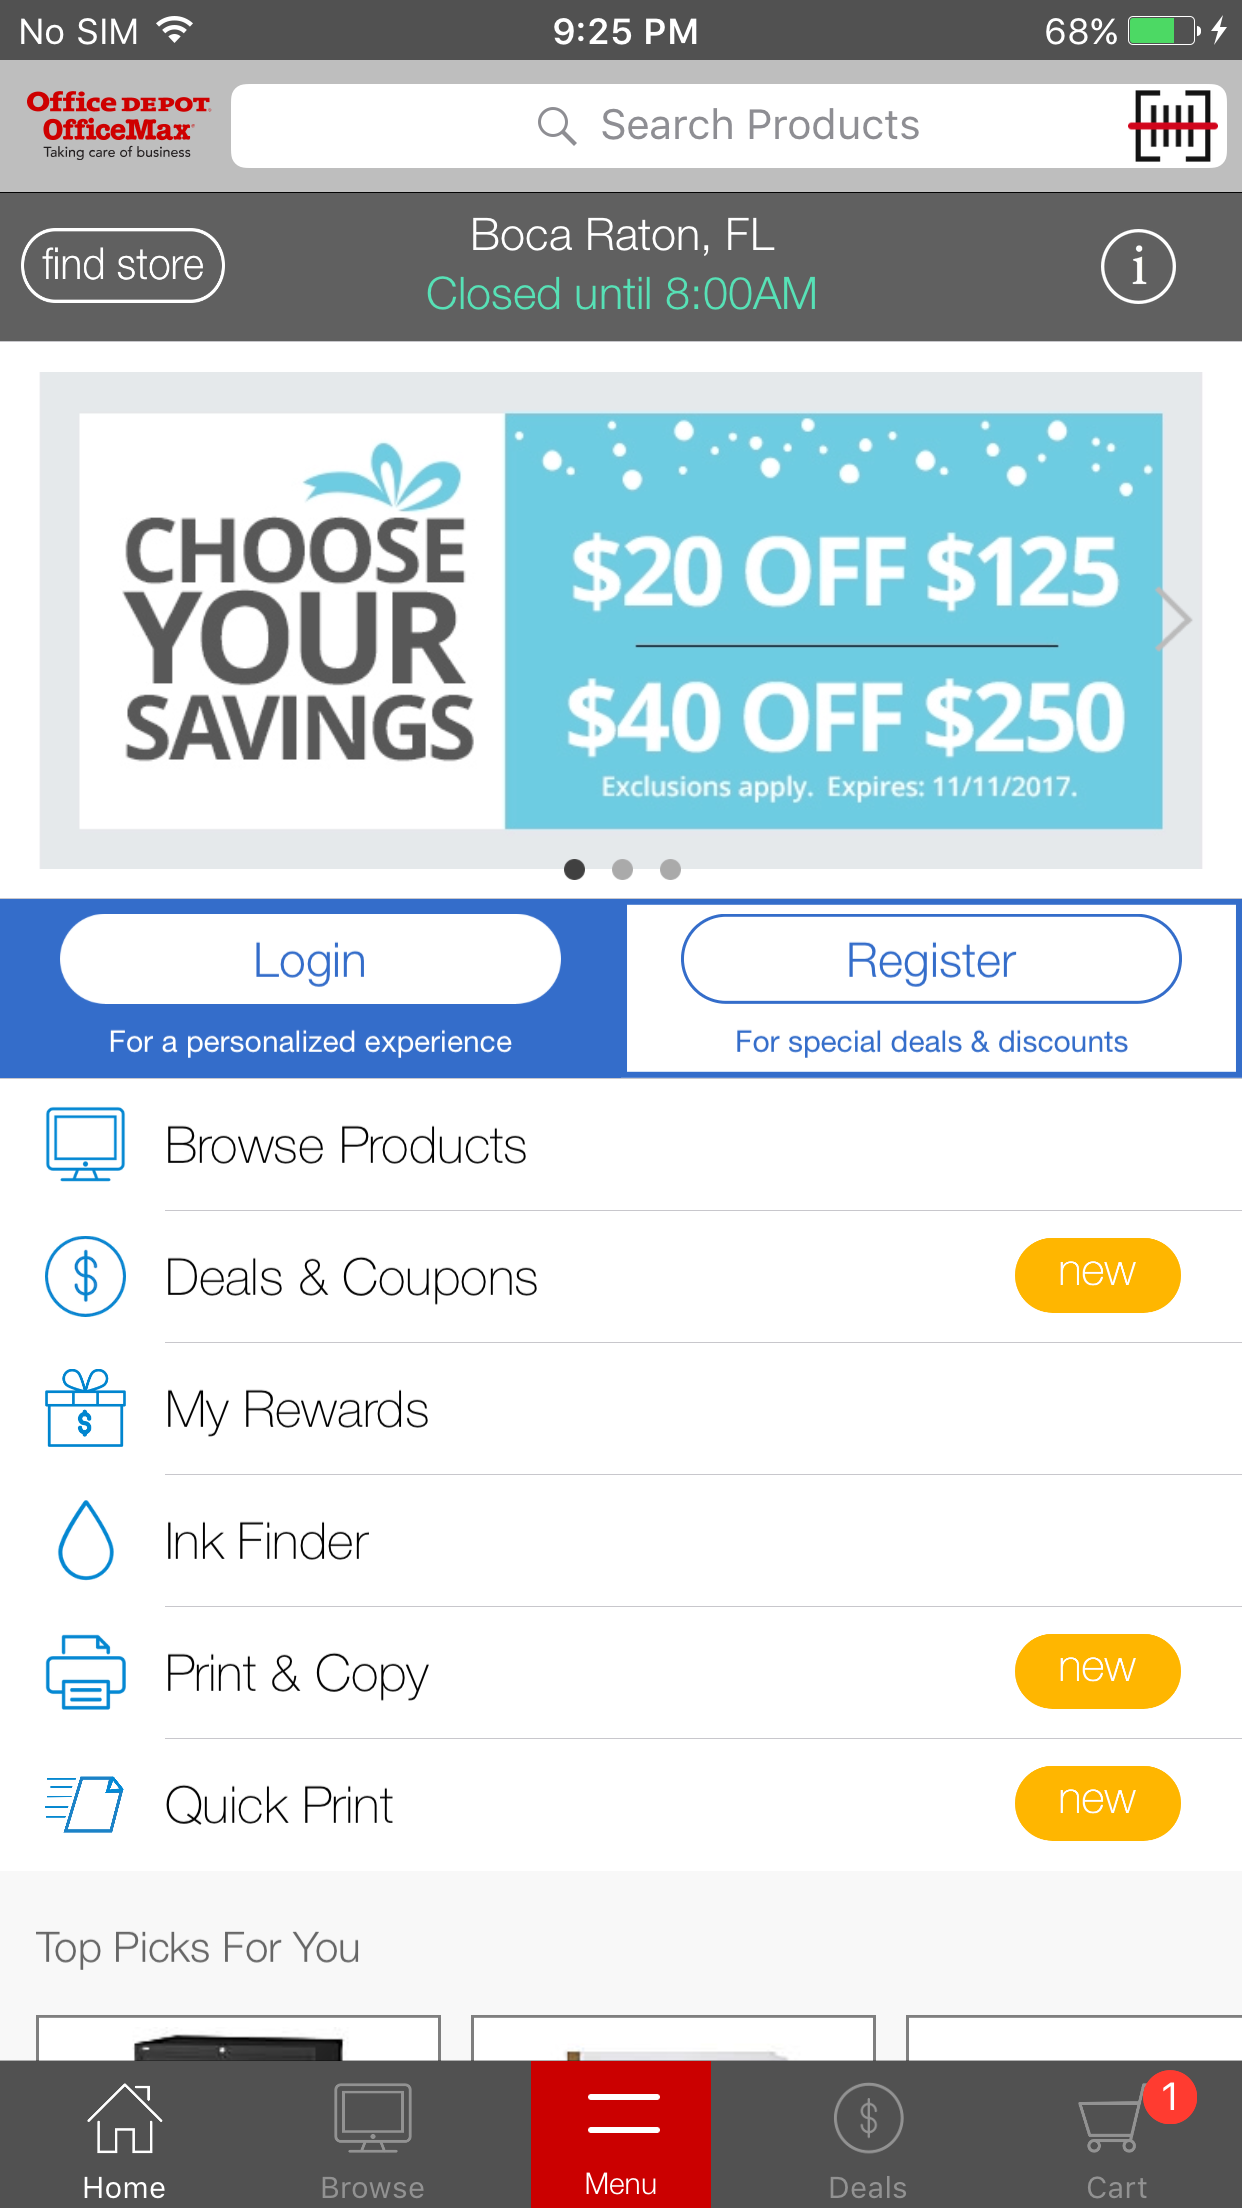 No SIM 9:25 PM 68%
Office DEPOT
OfficeMax
Taking care of business
Search Products
find store
Boca Raton, FL
Closed until 8:00AM
i
CHOOSE
YOUR
SAVINGS
$20 OFF $125
$40 OFF $250
Exclusions apply. Expires: 11/11/2017.
Login
For a personalized experience
Register
For special deals & discounts
Browse Products
Deals & Coupons new
My Rewards
Ink Finder
Print & Copy new
Quick Print new
Top Picks For You
1
Home Browse Menu Deals Cart